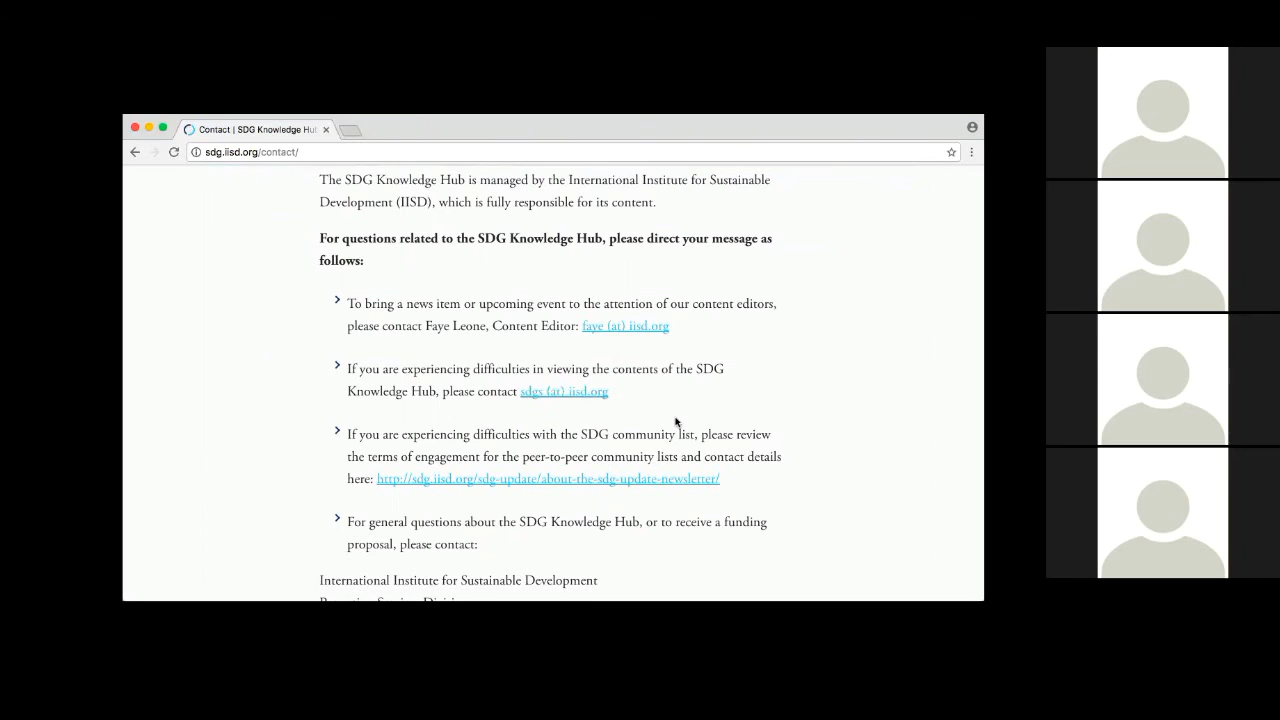 Contact | SDG Knowledge Hu
sdg.iisd.org/contact/
The SDG Knowledge Hub is managed by the International Institute for Sustainable
Development (IISD), which is fully responsible for its content.
For questions related to the SDG Knowledge Hub, please direct your message as
follows:
To bring a news item or upcoming event to the attention of our content editors,
please contact Faye Leone, Content Editor: faye (at) iisd.org
If you are experiencing difficulties in viewing the contents of the SDG
Knowledge Hub, please contact sdgs (at) iisd.org
If you are experiencing difficulties with the SDG community list, please review
the terms of engagement for the peer-to-peer community lists and contact details
here: http://sdg.iisd.org/sdg-update/about-the-sdg-update-newsletter/
For general questions about the SDG Knowledge Hub, or to receive a funding
proposal, please contact:
International Institute for Sustainable Development